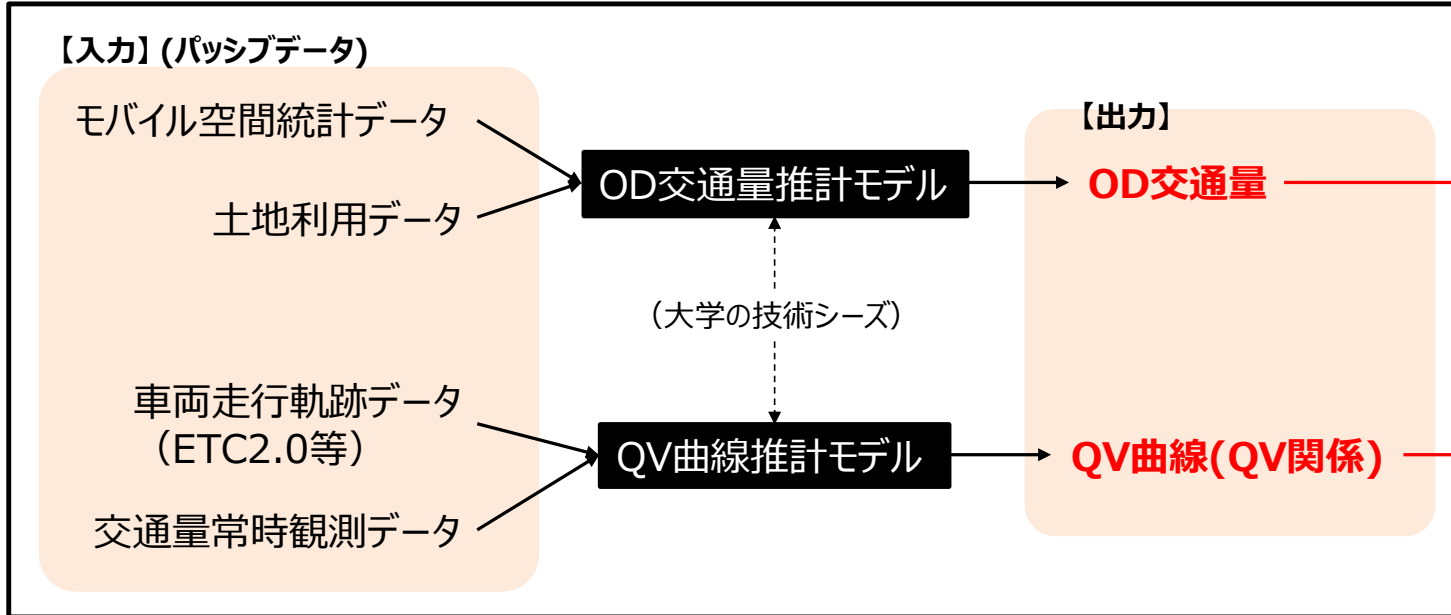 【入力】(パッシブデータ)
モバイル空間統計データ
土地利用データ
車両走行軌跡データ
（ETC2.0等）
交通量常時観測データ
OD交通量推計モデル
（大学の技術シーズ）
QV曲線推計モデル
【出力】
OD交通量
QV曲線(QV関係)